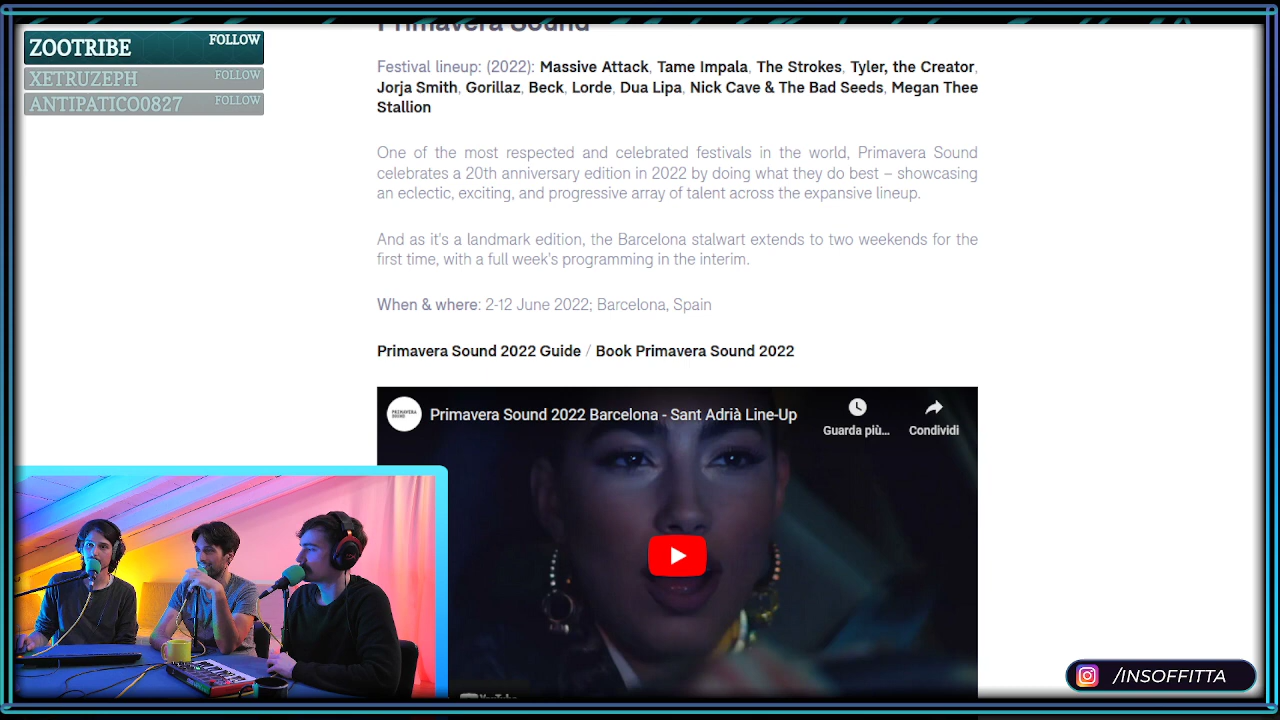 ZOOTRIBE FOLLOW
XETRUZEPH FOLLOW
ANTIPATICO0827 FOLLOW
Primavera Sound
Festival lineup: (2022): Massive Attack, Tame Impala, The Strokes, Tyler, the Creator,
Jorja Smith, Gorillaz, Beck, Lorde, Dua Lipa, Nick Cave & The Bad Seeds, Megan Thee
Stallion
One of the most respected and celebrated festivals in the world, Primavera Sound
celebrates a 20th anniversary edition in 2022 by doing what they do best – showcasing
an eclectic, exciting, and progressive array of talent across the expansive lineup.
And as it's a landmark edition, the Barcelona stalwart extends to two weekends for the
first time, with a full week's programming in the interim.
When & where: 2-12 June 2022; Barcelona, Spain
Primavera Sound 2022 Guide / Book Primavera Sound 2022
PRIMAVERA
SOUND
Primavera Sound 2022 Barcelona - Sant Adrià Line-Up
Guarda più... Condividi
YouTube
/INSOFFITTA